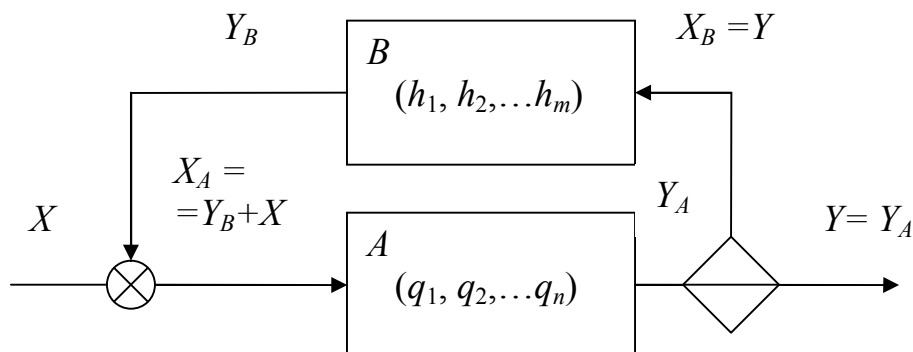 Y_B
X_B =Y
B
(h_1, h_2,…h_m)
X_A =
=Y_B+X
X
Y_A
Y= Y_A
A
(q_1, q_2,…q_n)